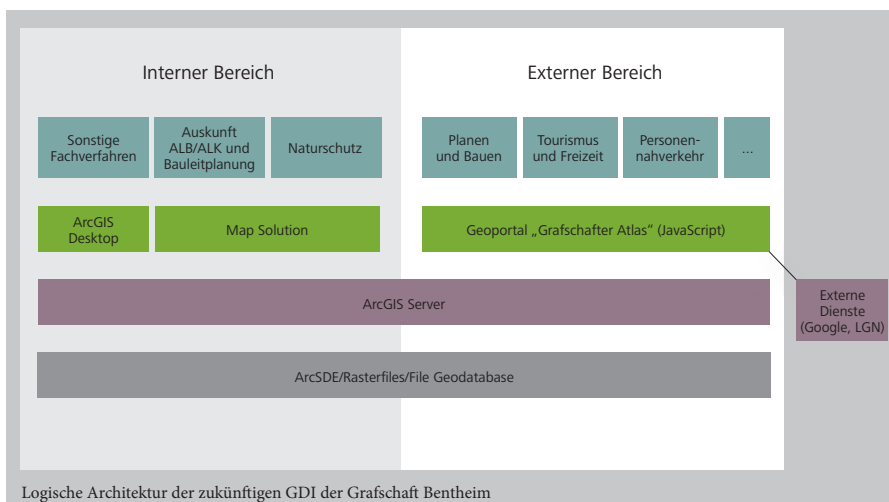 Interner Bereich
Externer Bereich
Sonstige
Fachverfahren
Auskunft
ALB/ALK und
Bauleitplanung
Naturschutz
Planen
und Bauen
Tourismus
und Freizeit
Personen-
nahverkehr
...
ArcGIS
Desktop
Map Solution
Geoportal „Grafschafter Atlas“ (JavaScript)
ArcGIS Server
Externe
Dienste
(Google, LGN)
ArcSDE/Rasterfiles/File Geodatabase
Logische Architektur der zukünftigen GDI der Grafschaft Bentheim